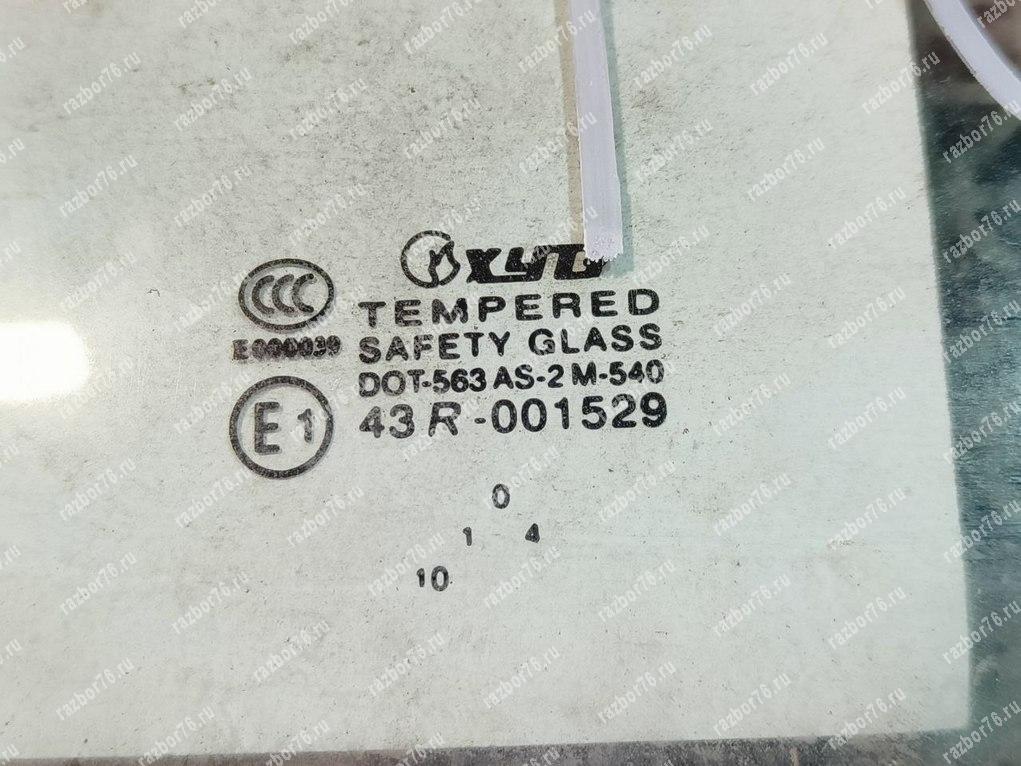 XYG
CCC
TEMPERED
E000039
SAFETY GLASS
DOT-563 AS-2 M-540
E1
43 R -001529
0
1 4
10
razbor76.ru